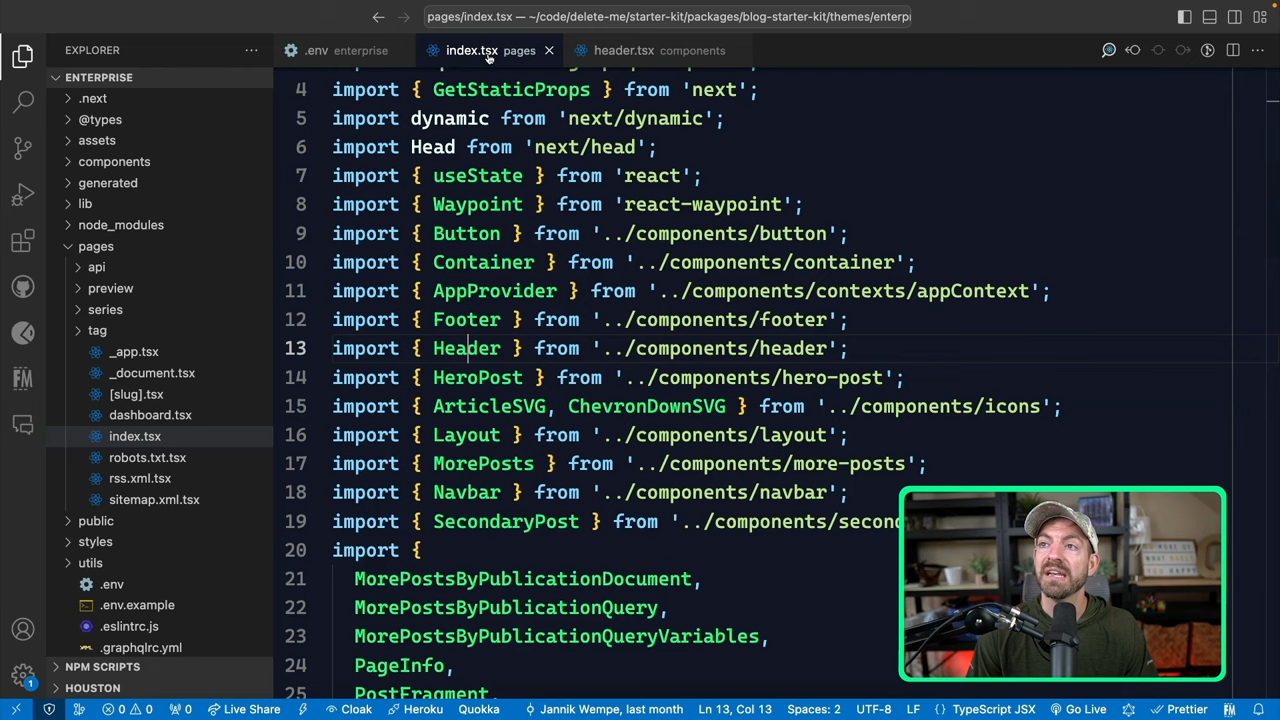 pages/index.tsx — ~/code/delete-me/starter-kit/packages/blog-starter-kit/themes/enterpr
EXPLORER
.env enterprise
index.tsx pages
header.tsx components
ENTERPRISE
.next
@types
assets
components
generated
lib
node_modules
pages
api
preview
series
tag
_app.tsx
_document.tsx
[slug].tsx
dashboard.tsx
index.tsx
robots.txt.tsx
rss.xml.tsx
sitemap.xml.tsx
public
styles
utils
.env
.env.example
.eslintrc.js
.graphqlrc.yml
NPM SCRIPTS
HOUSTON
4 import { GetStaticProps } from 'next';
5 import dynamic from 'next/dynamic';
6 import Head from 'next/head';
7 import { useState } from 'react';
8 import { Waypoint } from 'react-waypoint';
9 import { Button } from '../components/button';
10 import { Container } from '../components/container';
11 import { AppProvider } from '../components/contexts/appContext';
12 import { Footer } from '../components/footer';
13 import { Header } from '../components/header';
14 import { HeroPost } from '../components/hero-post';
15 import { ArticleSVG, ChevronDownSVG } from '../components/icons';
16 import { Layout } from '../components/layout';
17 import { MorePosts } from '../components/more-posts';
18 import { Navbar } from '../components/navbar';
19 import { SecondaryPost } from '../components/secon
20 import {
21 MorePostsByPublicationDocument,
22 MorePostsByPublicationQuery,
23 MorePostsByPublicationQueryVariables,
24 PageInfo,
25 PostFragment,
FM
1
0 0 0
Live Share
Cloak
Heroku
Quokka
Jannik Wempe, last month
Ln 13, Col 13
Spaces: 2
UTF-8
LF
TypeScript JSX
Go Live
Prettier
FM